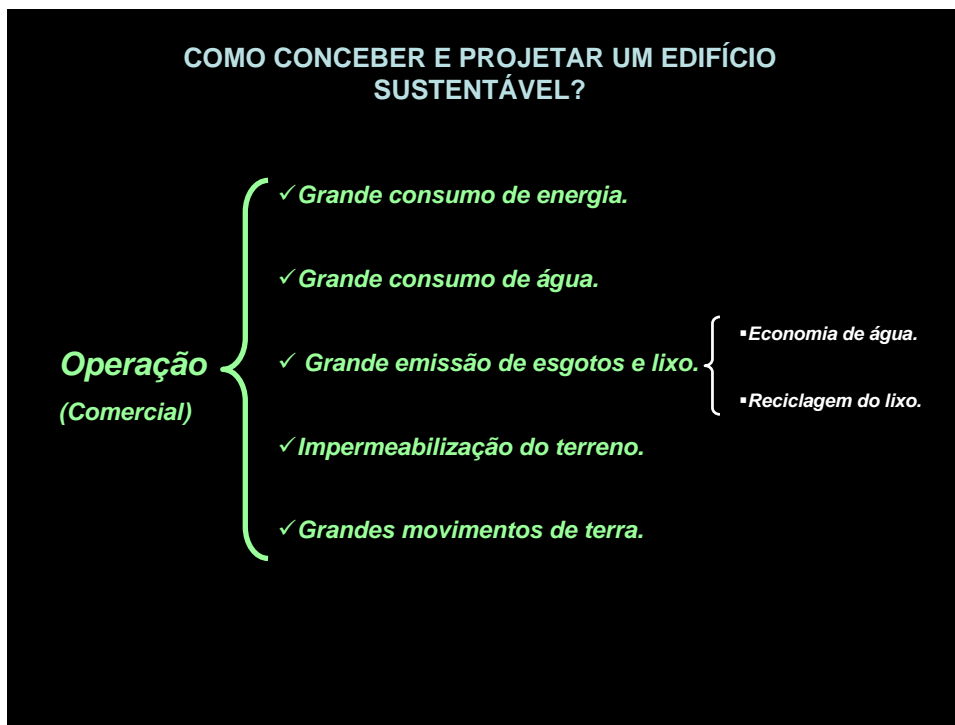 COMO CONCEBER E PROJETAR UM EDIFÍCIO
SUSTENTÁVEL?
✓Grande consumo de energia.
✓Grande consumo de água.
Operação
(Comercial)
✓ Grande emissão de esgotos e lixo.
▪Economia de água.
▪Reciclagem do lixo.
✓Impermeabilização do terreno.
✓Grandes movimentos de terra.